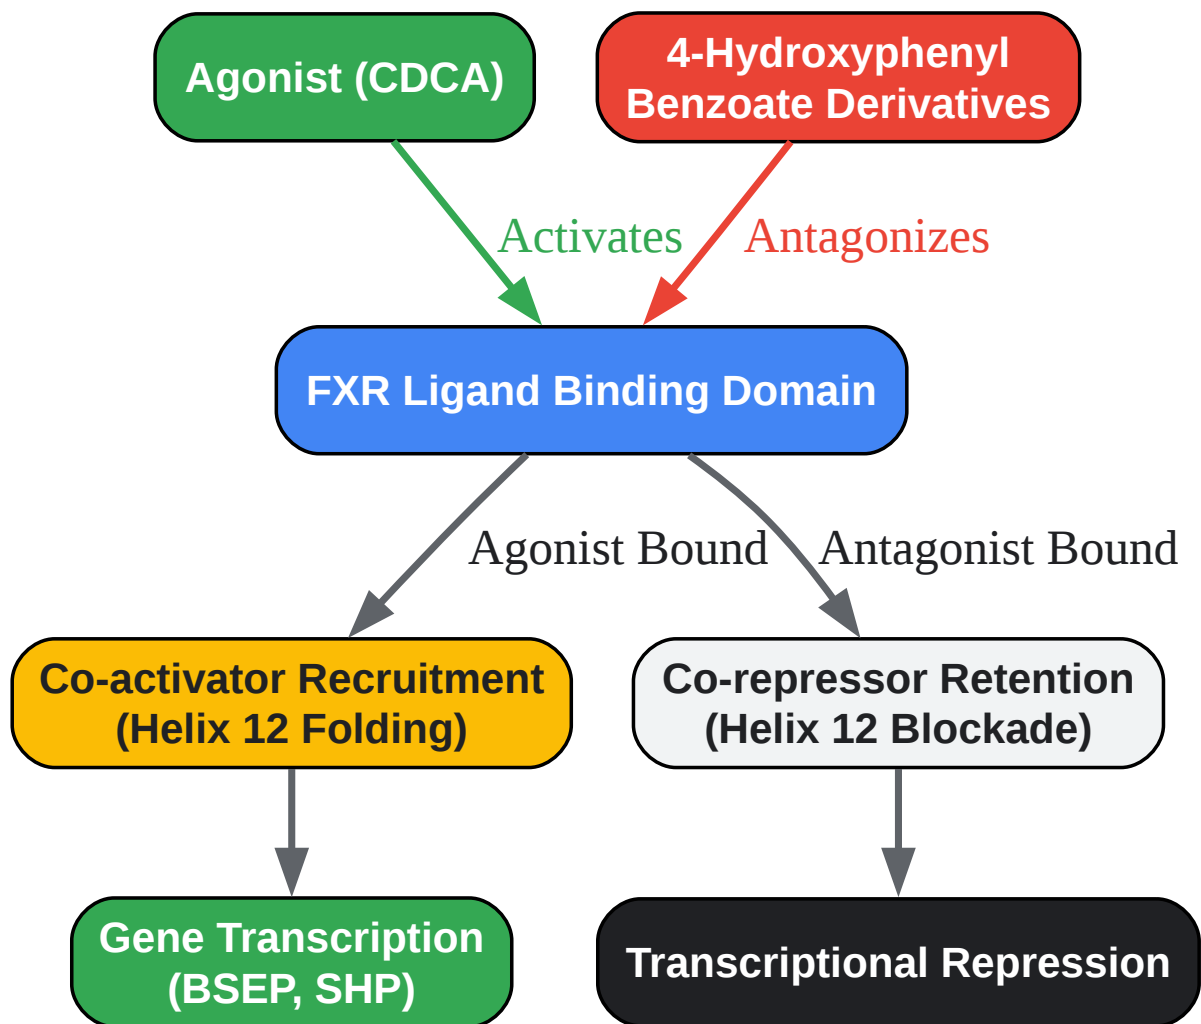 Agonist (CDCA)
4-Hydroxyphenyl
Benzoate Derivatives
Activates
Antagonizes
FXR Ligand Binding Domain
Agonist Bound
Antagonist Bound
Co-activator Recruitment
(Helix 12 Folding)
Co-repressor Retention
(Helix 12 Blockade)
Gene Transcription
(BSEP, SHP)
Transcriptional Repression